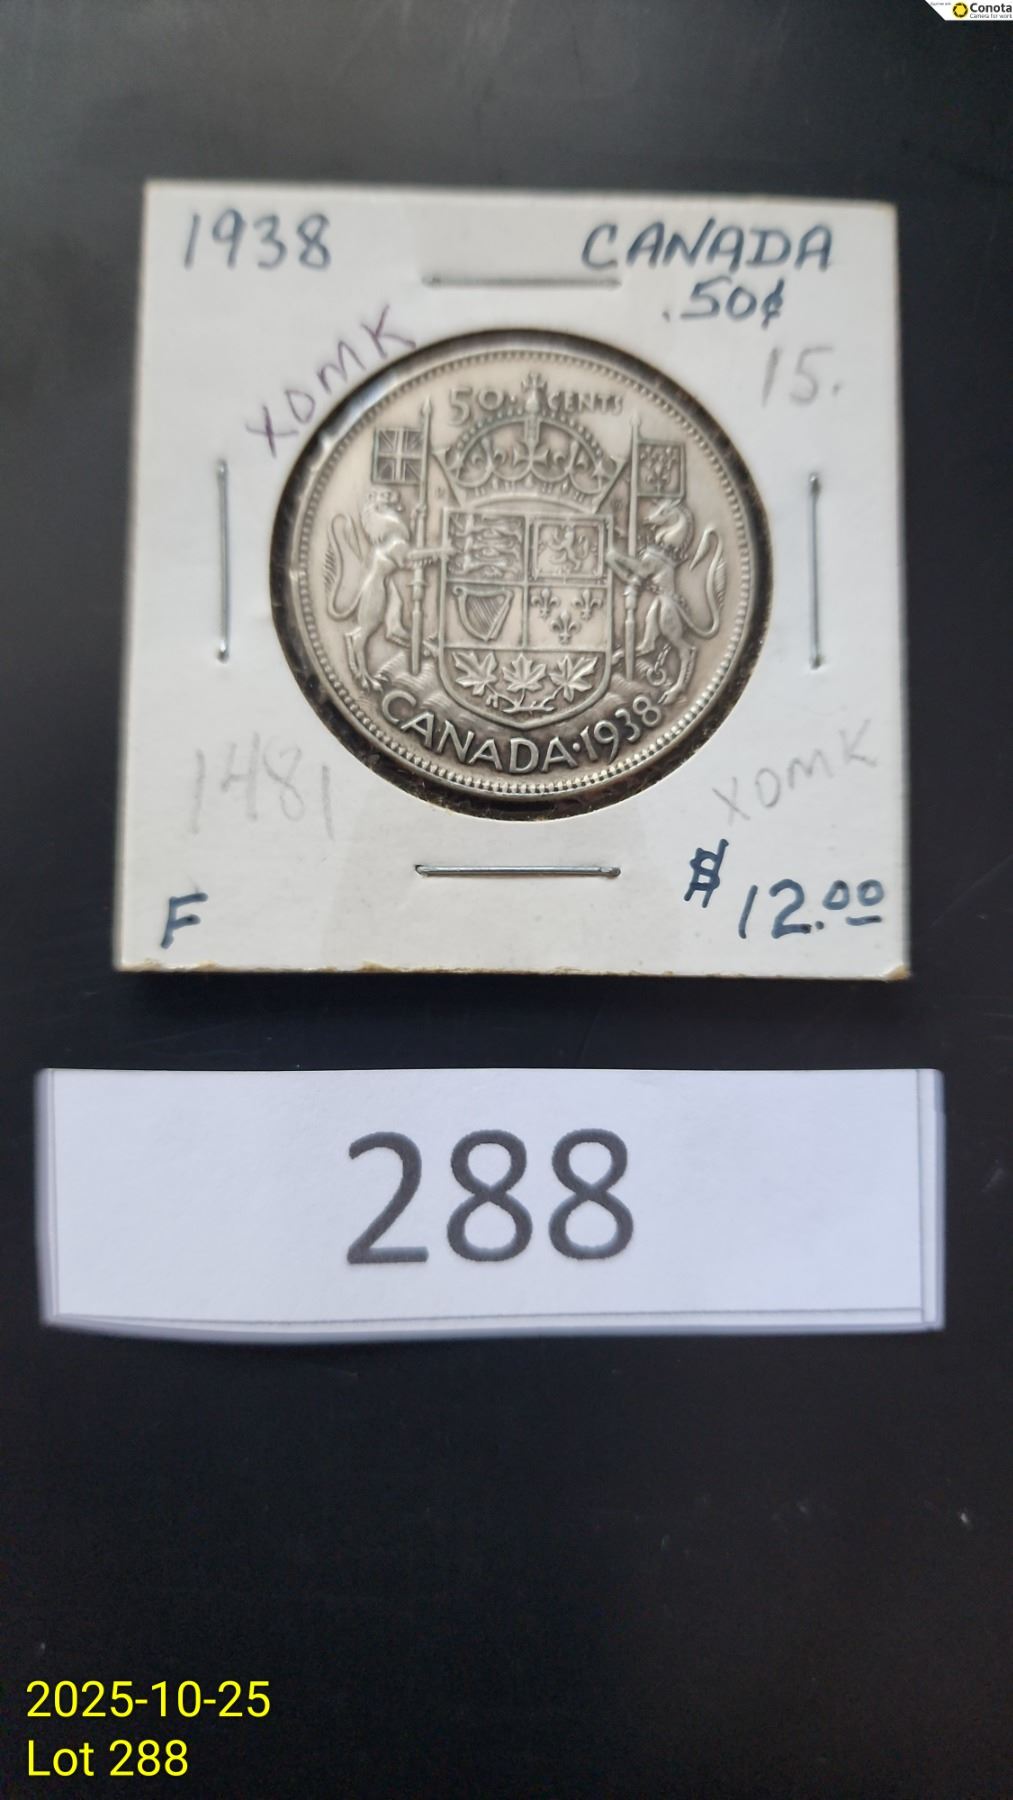 Conota
Camera for work
1938
CANADA
.50¢
XOMK
15.
50 CENTS
CANADA·1938
1481
XOMK
F
$12.00
288
2025-10-25
Lot 288